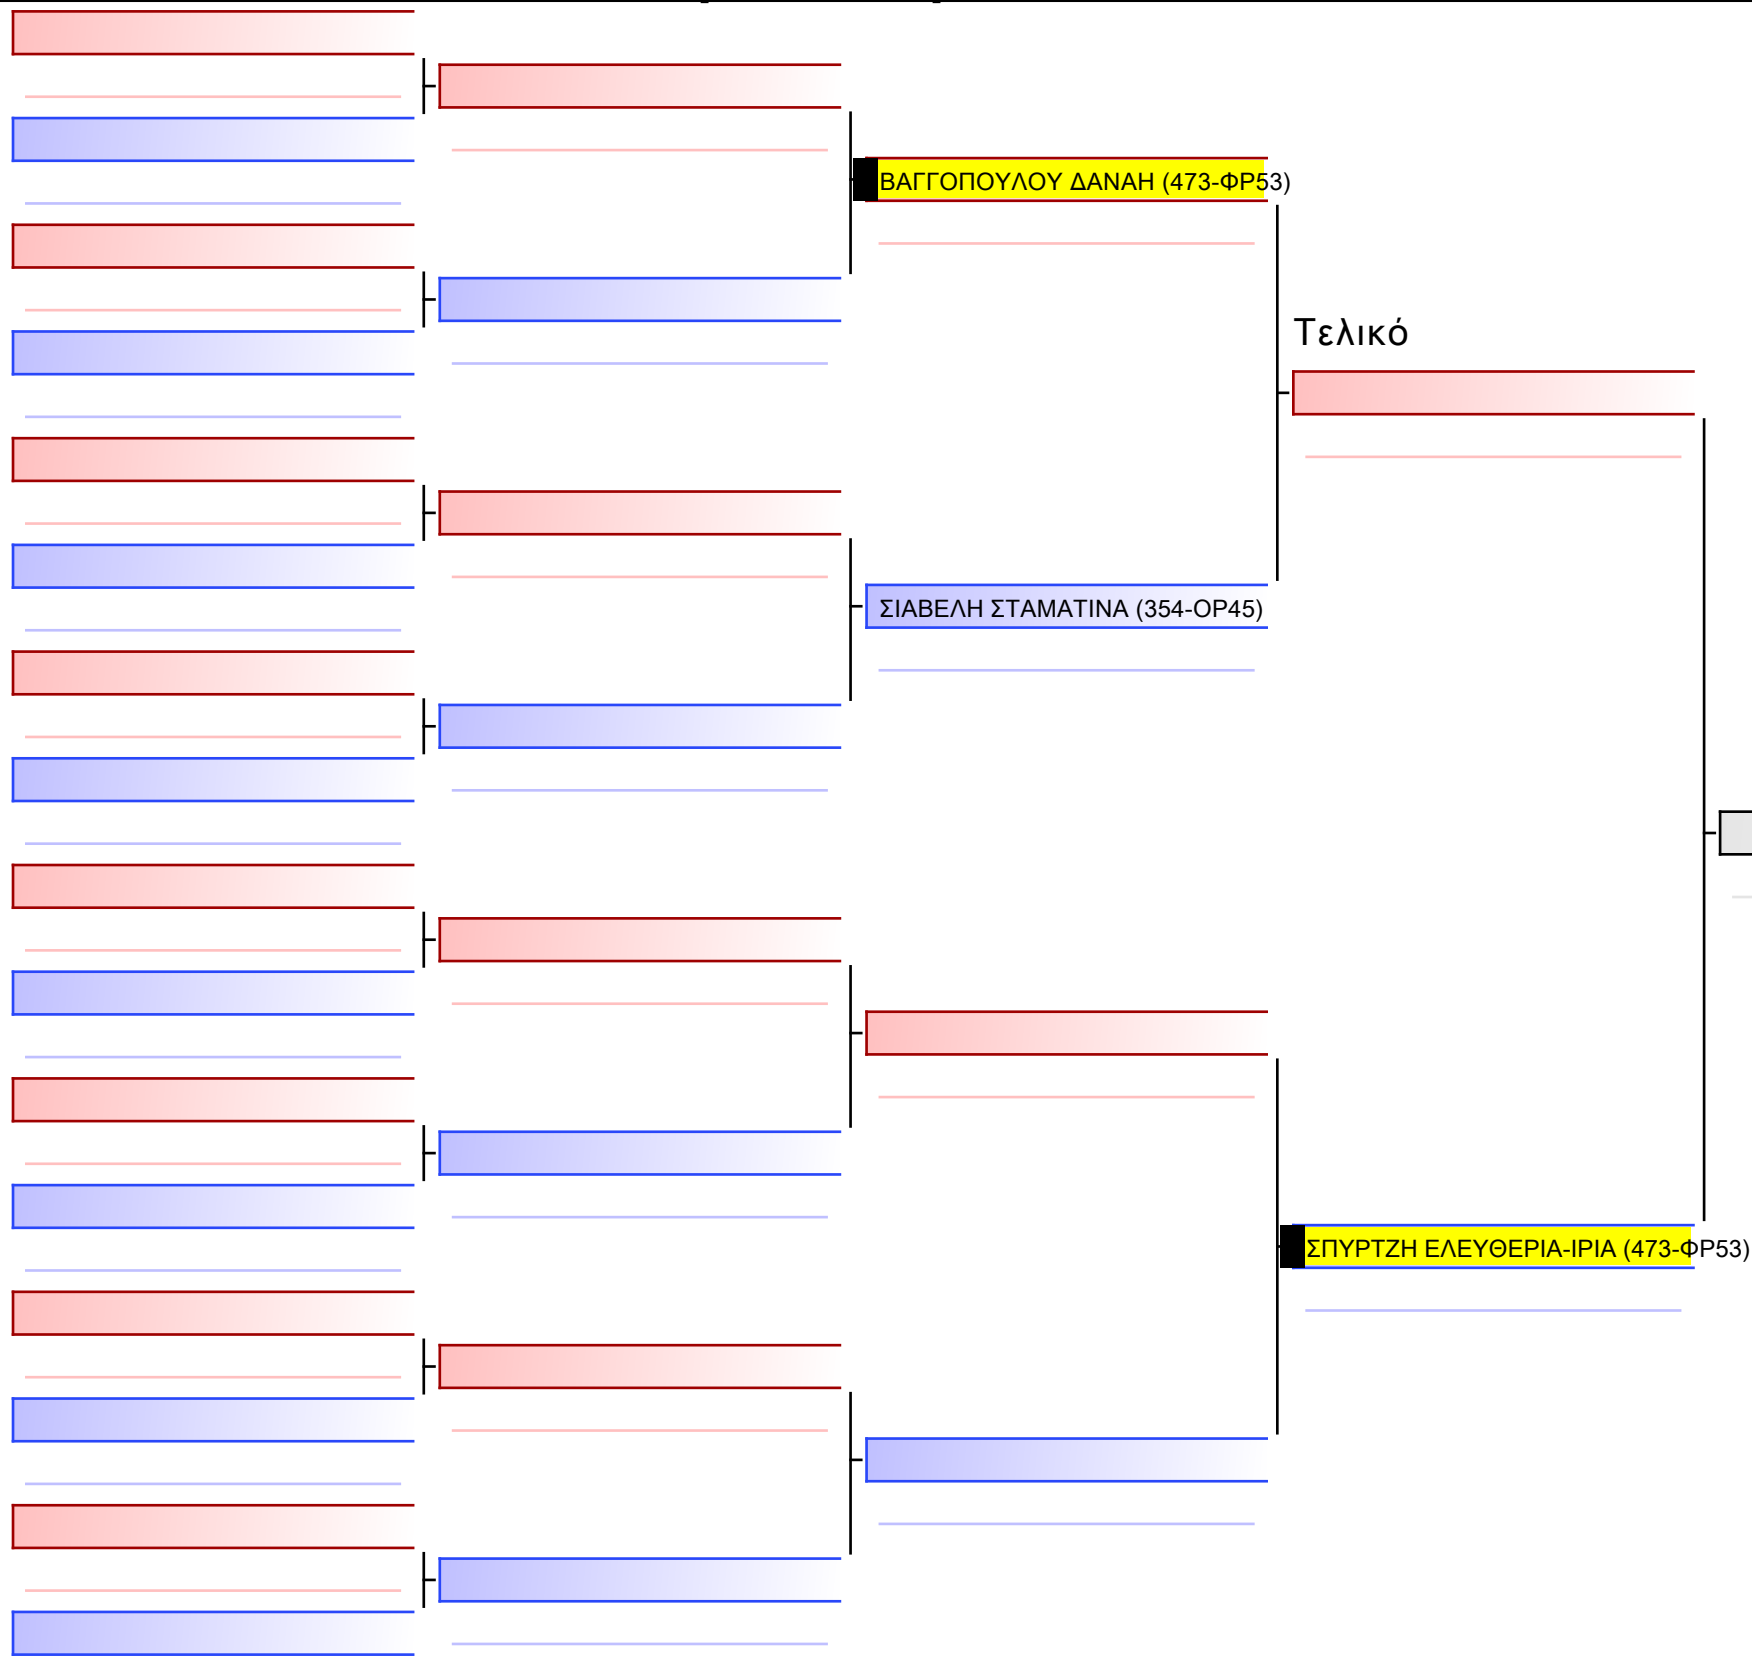 ΒΑΓΓΟΠΟΥΛΟΥ ΔΑΝΑΗ (473-ΦΡ53)
Τελικό
ΣΙΑΒΕΛΗ ΣΤΑΜΑΤΙΝΑ (354-ΟΡ45)
ΣΠΥΡΤΖΗ ΕΛΕΥΘΕΡΙΑ-ΙΡΙΑ (473-ΦΡ53)